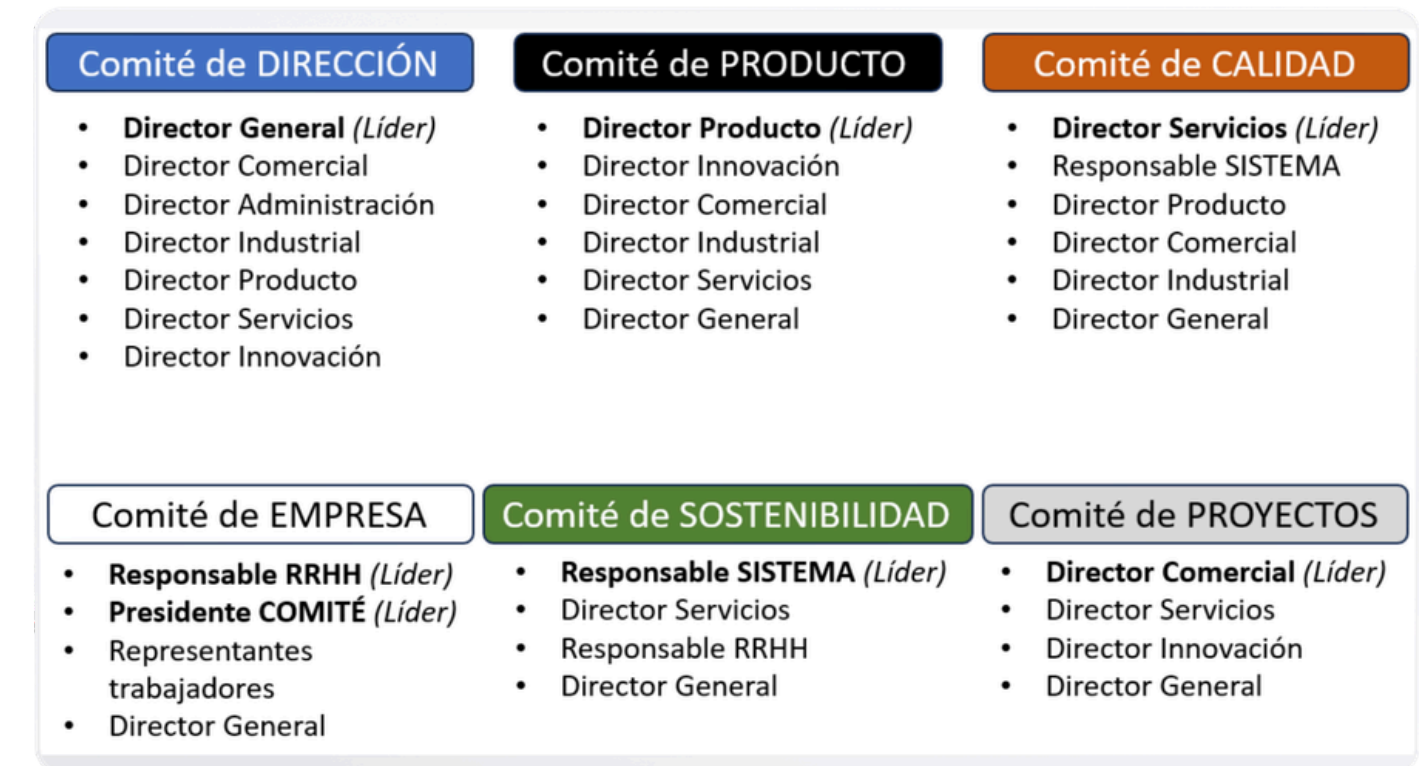 Comité de DIRECCIÓN
• Director General (Líder)
• Director Comercial
• Director Administración
• Director Industrial
• Director Producto
• Director Servicios
• Director Innovación
Comité de PRODUCTO
• Director Producto (Líder)
• Director Innovación
• Director Comercial
• Director Industrial
• Director Servicios
• Director General
Comité de CALIDAD
• Director Servicios (Líder)
• Responsable SISTEMA
• Director Producto
• Director Comercial
• Director Industrial
• Director General
Comité de EMPRESA
• Responsable RRHH (Líder)
• Presidente COMITÉ (Líder)
• Representantes
trabajadores
• Director General
Comité de SOSTENIBILIDAD
• Responsable SISTEMA (Líder)
• Director Servicios
• Responsable RRHH
• Director General
Comité de PROYECTOS
• Director Comercial (Líder)
• Director Servicios
• Director Innovación
• Director General